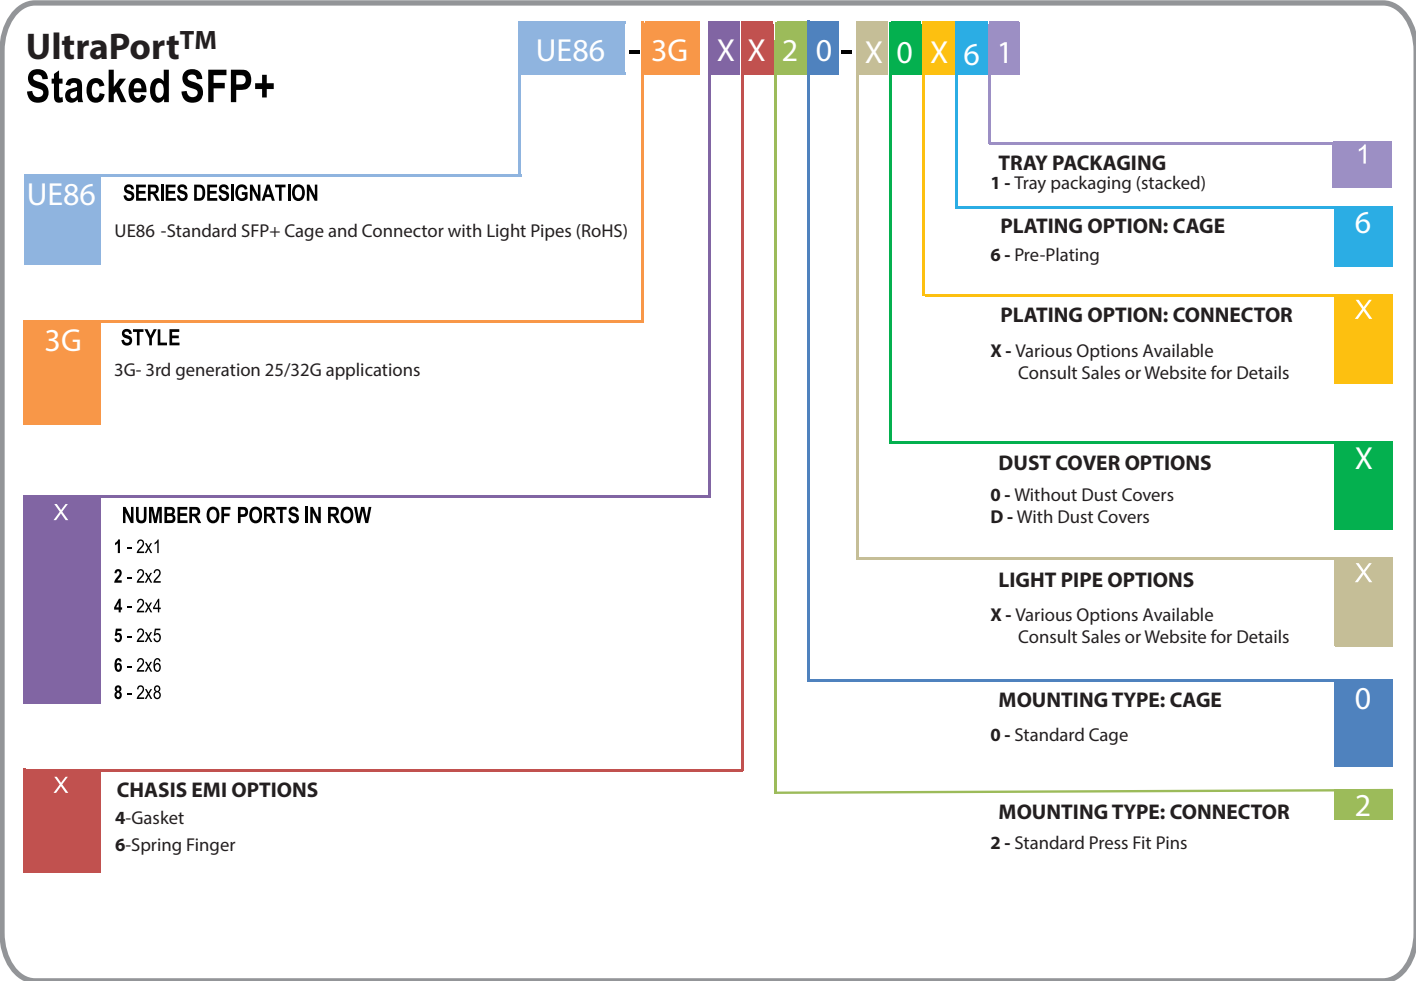 UltraPort™
Stacked SFP+
UE86 - 3G X X 2 0 - X 0 X 6 1
UE86
SERIES DESIGNATION
UE86 -Standard SFP+ Cage and Connector with Light Pipes (RoHS)
3G
STYLE
3G- 3rd generation 25/32G applications
X
NUMBER OF PORTS IN ROW
1 - 2x1
2 - 2x2
4 - 2x4
5 - 2x5
6 - 2x6
8 - 2x8
X
CHASIS EMI OPTIONS
4-Gasket
6-Spring Finger
TRAY PACKAGING
1
1 - Tray packaging (stacked)
PLATING OPTION: CAGE
6
6 - Pre-Plating
PLATING OPTION: CONNECTOR
X
X - Various Options Available
Consult Sales or Website for Details
DUST COVER OPTIONS
X
0 - Without Dust Covers
D - With Dust Covers
LIGHT PIPE OPTIONS
X
X - Various Options Available
Consult Sales or Website for Details
MOUNTING TYPE: CAGE
0
0 - Standard Cage
MOUNTING TYPE: CONNECTOR
2
2 - Standard Press Fit Pins